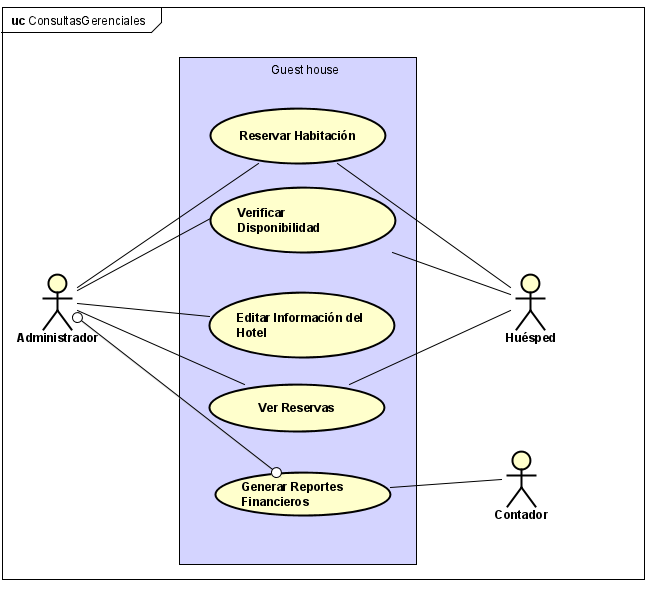 uc ConsultasGerenciales
Guest house
Reservar Habitación
Verificar
Disponibilidad
Editar Información del
Hotel
Administrador
Huésped
Ver Reservas
Generar Reportes
Financieros
Contador